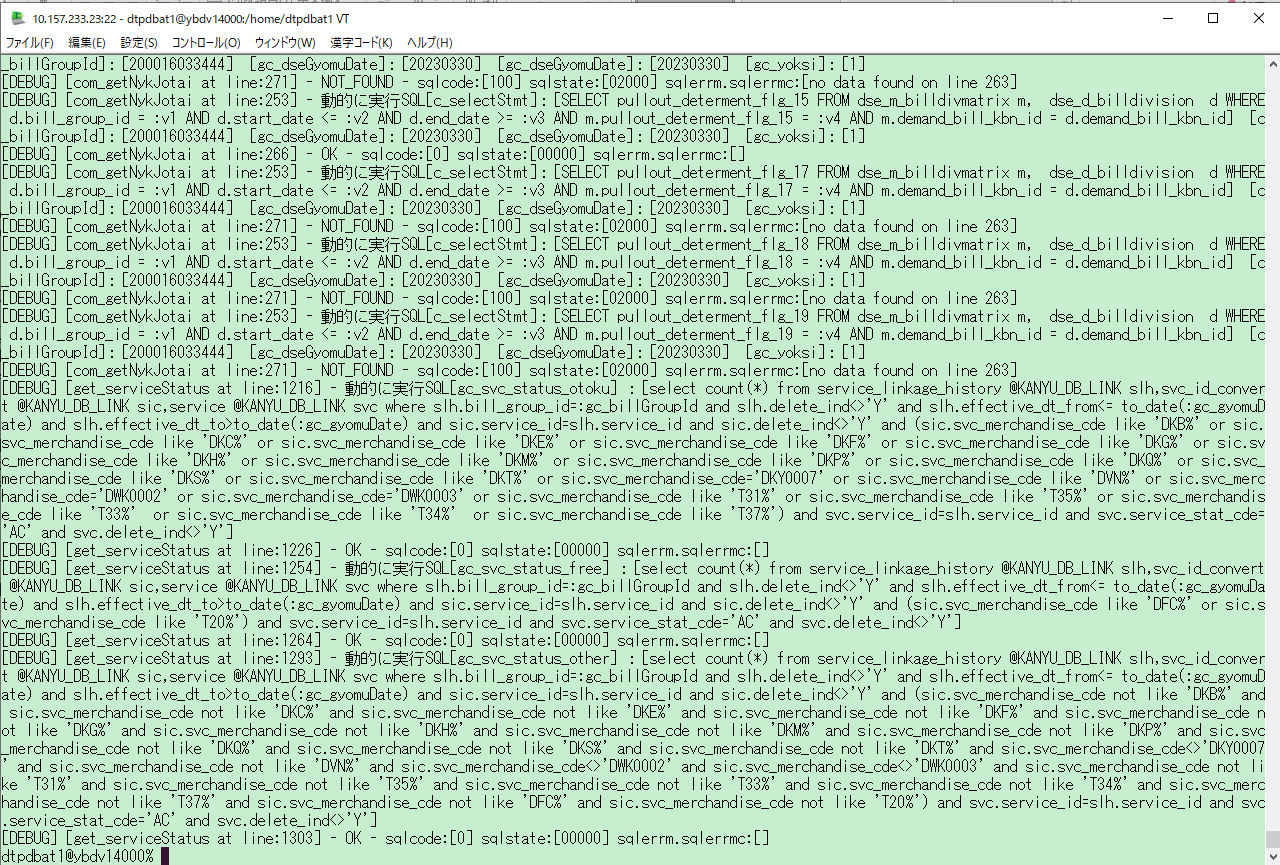 10.157.233.23:22 - dtpdbat1@ybdv14000:/home/dtpdbat1 VT
ファイル(F) 編集(E) 設定(S) コントロール(O) ウィンドウ(W) 漢字コード(K) ヘルプ(H)
_billGroupId]：[200016033444] [gc_dseGyomuDate]：[20230330] [gc_dseGyomuDate]：[20230330] [gc_yoksi]：[1]
[DEBUG] [com_getNykJotai at line:271] - NOT_FOUND - sqlcode:[100] sqlstate:[02000] sqlerrm.sqlerrmc:[no data found on line 263]
[DEBUG] [com_getNykJotai at line:253] - 動的に実行SQL[c_selectStmt]：[SELECT pullout_determent_flg_15 FROM dse_m_billdivmatrix m,  dse_d_billdivision  d WHERE
 d.bill_group_id = :v1 AND d.start_date <= :v2 AND d.end_date >= :v3 AND m.pullout_determent_flg_15 = :v4 AND m.demand_bill_kbn_id = d.demand_bill_kbn_id] [c
_billGroupId]：[200016033444] [gc_dseGyomuDate]：[20230330] [gc_dseGyomuDate]：[20230330] [gc_yoksi]：[1]
[DEBUG] [com_getNykJotai at line:266] - OK - sqlcode:[0] sqlstate:[00000] sqlerrm.sqlerrmc:[]
[DEBUG] [com_getNykJotai at line:253] - 動的に実行SQL[c_selectStmt]：[SELECT pullout_determent_flg_17 FROM dse_m_billdivmatrix m,  dse_d_billdivision  d WHERE
 d.bill_group_id = :v1 AND d.start_date <= :v2 AND d.end_date >= :v3 AND m.pullout_determent_flg_17 = :v4 AND m.demand_bill_kbn_id = d.demand_bill_kbn_id] [c
_billGroupId]：[200016033444] [gc_dseGyomuDate]：[20230330] [gc_dseGyomuDate]：[20230330] [gc_yoksi]：[1]
[DEBUG] [com_getNykJotai at line:271] - NOT_FOUND - sqlcode:[100] sqlstate:[02000] sqlerrm.sqlerrmc:[no data found on line 263]
[DEBUG] [com_getNykJotai at line:253] - 動的に実行SQL[c_selectStmt]：[SELECT pullout_determent_flg_18 FROM dse_m_billdivmatrix m,  dse_d_billdivision  d WHERE
 d.bill_group_id = :v1 AND d.start_date <= :v2 AND d.end_date >= :v3 AND m.pullout_determent_flg_18 = :v4 AND m.demand_bill_kbn_id = d.demand_bill_kbn_id] [c
_billGroupId]：[200016033444] [gc_dseGyomuDate]：[20230330] [gc_dseGyomuDate]：[20230330] [gc_yoksi]：[1]
[DEBUG] [com_getNykJotai at line:271] - NOT_FOUND - sqlcode:[100] sqlstate:[02000] sqlerrm.sqlerrmc:[no data found on line 263]
[DEBUG] [com_getNykJotai at line:253] - 動的に実行SQL[c_selectStmt]：[SELECT pullout_determent_flg_19 FROM dse_m_billdivmatrix m,  dse_d_billdivision  d WHERE
 d.bill_group_id = :v1 AND d.start_date <= :v2 AND d.end_date >= :v3 AND m.pullout_determent_flg_19 = :v4 AND m.demand_bill_kbn_id = d.demand_bill_kbn_id] [c
_billGroupId]：[200016033444] [gc_dseGyomuDate]：[20230330] [gc_dseGyomuDate]：[20230330] [gc_yoksi]：[1]
[DEBUG] [com_getNykJotai at line:271] - NOT_FOUND - sqlcode:[100] sqlstate:[02000] sqlerrm.sqlerrmc:[no data found on line 263]
[DEBUG] [get_serviceStatus at line:1216] - 動的に実行SQL[gc_svc_status_otoku] ：[select count(*) from service_linkage_history @KANYU_DB_LINK slh,svc_id_conver
t @KANYU_DB_LINK sic,service @KANYU_DB_LINK svc where slh.bill_group_id=:gc_billGroupId and slh.delete_ind<>'Y' and slh.effective_dt_from<= to_date(:gc_gyomuD
ate) and slh.effective_dt_to>to_date(:gc_gyomuDate) and sic.service_id=slh.service_id and sic.delete_ind<>'Y' and (sic.svc_merchandise_cde like 'DKB%' or sic.
svc_merchandise_cde like 'DKC%' or sic.svc_merchandise_cde like 'DKE%' or sic.svc_merchandise_cde like 'DKF%' or sic.svc_merchandise_cde like 'DKG%' or sic.sv
c_merchandise_cde like 'DKH%' or sic.svc_merchandise_cde like 'DKM%' or sic.svc_merchandise_cde like 'DKP%' or sic.svc_merchandise_cde like 'DKQ%' or sic.svc_
merchandise_cde like 'DKS%' or sic.svc_merchandise_cde like 'DKT%' or sic.svc_merchandise_cde='DKY0007' or sic.svc_merchandise_cde like 'DVN%' or sic.svc_merc
handise_cde='DWK0002' or sic.svc_merchandise_cde='DWK0003' or sic.svc_merchandise_cde like 'T31%' or sic.svc_merchandise_cde like 'T35%' or sic.svc_merchandis
e_cde like 'T33%'  or sic.svc_merchandise_cde like 'T34%'  or sic.svc_merchandise_cde like 'T37%') and svc.service_id=slh.service_id and svc.service_stat_cde=
'AC' and svc.delete_ind<>'Y']
[DEBUG] [get_serviceStatus at line:1226] - OK - sqlcode:[0] sqlstate:[00000] sqlerrm.sqlerrmc:[]
[DEBUG] [get_serviceStatus at line:1254] - 動的に実行SQL[gc_svc_status_free] ：[select count(*) from service_linkage_history @KANYU_DB_LINK slh,svc_id_convert
 @KANYU_DB_LINK sic,service @KANYU_DB_LINK svc where slh.bill_group_id=:gc_billGroupId and slh.delete_ind<>'Y' and slh.effective_dt_from<= to_date(:gc_gyomuDa
te) and slh.effective_dt_to>to_date(:gc_gyomuDate) and sic.service_id=slh.service_id and sic.delete_ind<>'Y' and (sic.svc_merchandise_cde like 'DFC%' or sic.s
vc_merchandise_cde like 'T20%') and svc.service_id=slh.service_id and svc.service_stat_cde='AC' and svc.delete_ind<>'Y']
[DEBUG] [get_serviceStatus at line:1264] - OK - sqlcode:[0] sqlstate:[00000] sqlerrm.sqlerrmc:[]
[DEBUG] [get_serviceStatus at line:1293] - 動的に実行SQL[gc_svc_status_other] ：[select count(*) from service_linkage_history @KANYU_DB_LINK slh,svc_id_conver
t @KANYU_DB_LINK sic,service @KANYU_DB_LINK svc where slh.bill_group_id=:gc_billGroupId and slh.delete_ind<>'Y' and slh.effective_dt_from<= to_date(:gc_gyomuD
ate) and slh.effective_dt_to>to_date(:gc_gyomuDate) and sic.service_id=slh.service_id and sic.delete_ind<>'Y' and (sic.svc_merchandise_cde not like 'DKB%' and
 sic.svc_merchandise_cde not like 'DKC%' and sic.svc_merchandise_cde not like 'DKE%' and sic.svc_merchandise_cde not like 'DKF%' and sic.svc_merchandise_cde n
ot like 'DKG%' and sic.svc_merchandise_cde not like 'DKH%' and sic.svc_merchandise_cde not like 'DKM%' and sic.svc_merchandise_cde not like 'DKP%' and sic.svc
_merchandise_cde not like 'DKQ%' and sic.svc_merchandise_cde not like 'DKS%' and sic.svc_merchandise_cde not like 'DKT%' and sic.svc_merchandise_cde<>'DKY0007
' and sic.svc_merchandise_cde not like 'DVN%' and sic.svc_merchandise_cde<>'DWK0002' and sic.svc_merchandise_cde<>'DWK0003' and sic.svc_merchandise_cde not li
ke 'T31%' and sic.svc_merchandise_cde not like 'T35%' and sic.svc_merchandise_cde not like 'T33%' and sic.svc_merchandise_cde not like 'T34%' and sic.svc_merc
handise_cde not like 'T37%' and sic.svc_merchandise_cde not like 'DFC%' and sic.svc_merchandise_cde not like 'T20%') and svc.service_id=slh.service_id and svc
.service_stat_cde='AC' and svc.delete_ind<>'Y']
[DEBUG] [get_serviceStatus at line:1303] - OK - sqlcode:[0] sqlstate:[00000] sqlerrm.sqlerrmc:[]
dtpdbat1@ybdv14000%